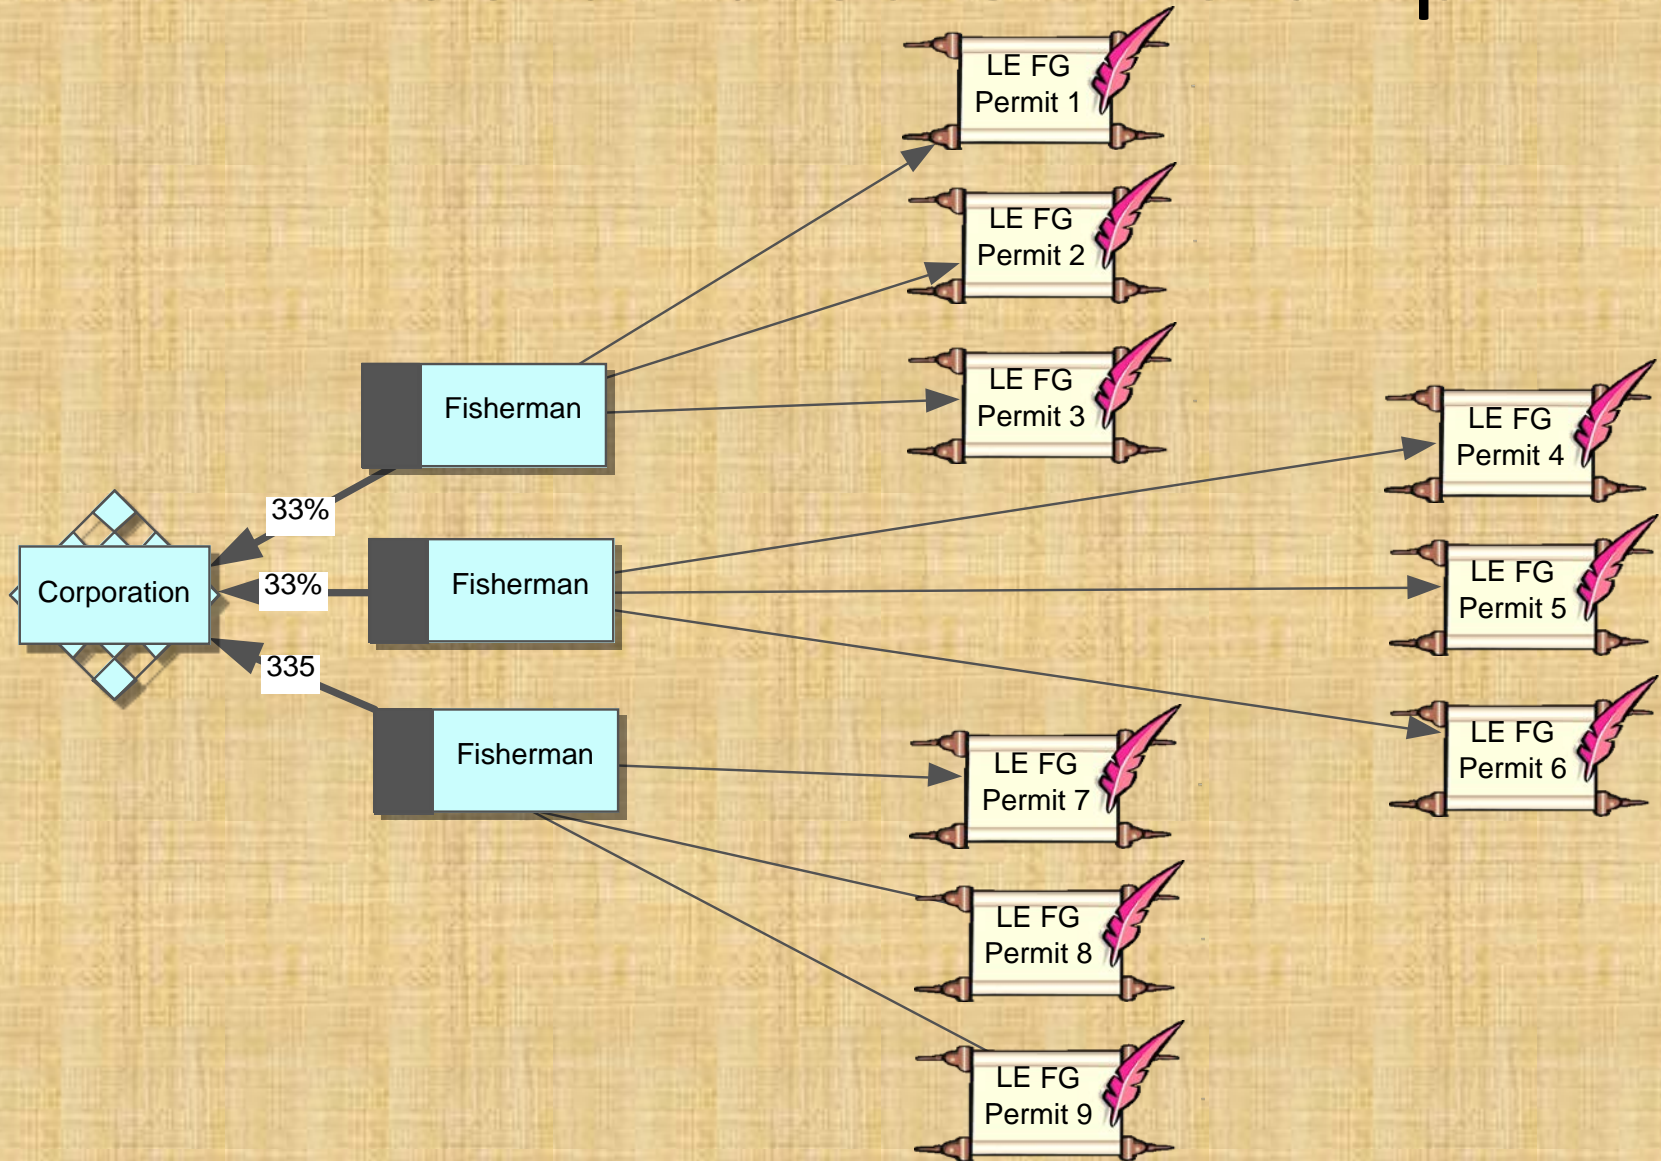 LE FG
Permit 1
LE FG
Permit 2
LE FG
Permit 3
Fisherman
LE FG
Permit 4
33%
Corporation
33%
Fisherman
LE FG
Permit 5
335
Fisherman
LE FG
Permit 6
LE FG
Permit 7
LE FG
Permit 8
LE FG
Permit 9